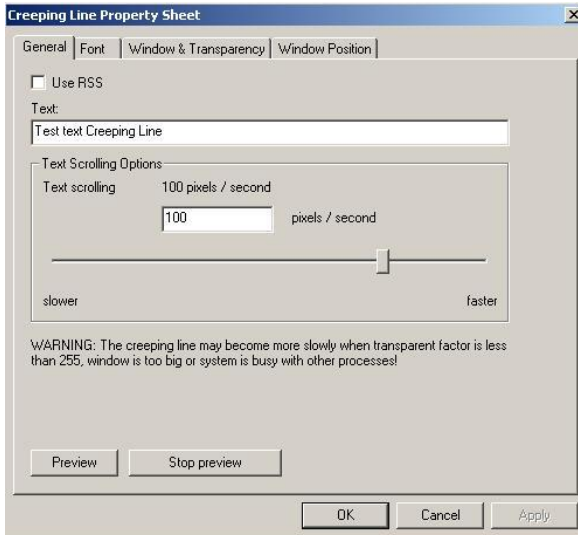 Creeping Line Property Sheet
General Font Window & Transparency Window Position
Use RSS
Text:
Test text Creeping Line
Text Scrolling Options
Text scrolling 100 pixels / second
100 pixels / second
slower faster
WARNING: The creeping line may become more slowly when transparent factor is less
than 255, window is too big or system is busy with other processes!
Preview Stop preview
OK Cancel Apply